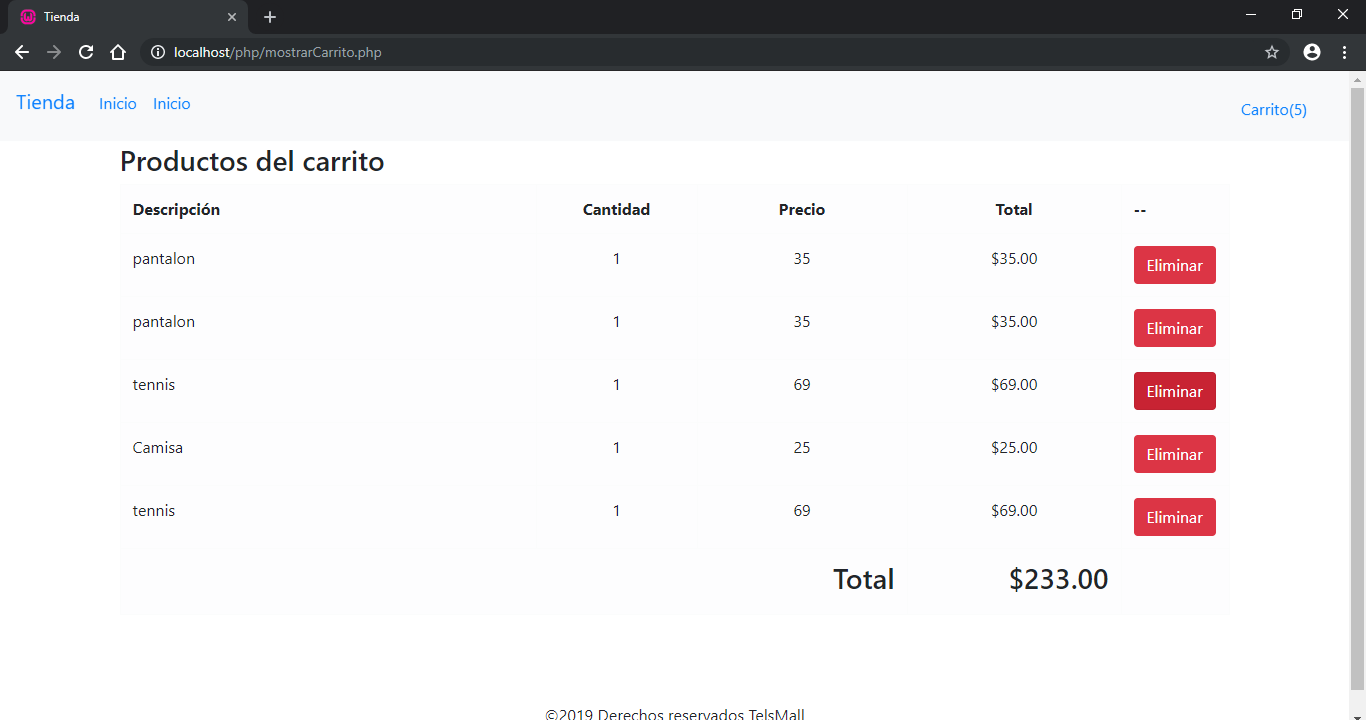 Tienda
localhost/php/mostrarCarrito.php
Tienda Inicio Inicio Carrito(5)
Productos del carrito
Descripción Cantidad Precio Total --
pantalon 1 35 $35.00 Eliminar
pantalon 1 35 $35.00 Eliminar
tennis 1 69 $69.00 Eliminar
Camisa 1 25 $25.00 Eliminar
tennis 1 69 $69.00 Eliminar
Total $233.00
©2019 Derechos reservados TelsMall